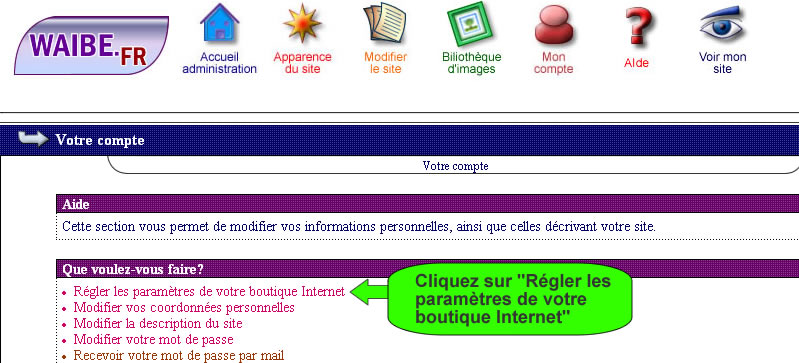 WAIBE.FR
Accueil
administration
Apparence
du site
Modifier
le site
Biliothèque
d'images
Mon
compte
AIde
Voir mon
site
Votre compte
Votre compte
Aide
Cette section vous permet de modifier vos informations personnelles, ainsi que celles décrivant votre site.
Que voulez-vous faire?
Régler les paramètres de votre boutique Internet
Modifier vos coordonnées personnelles
Modifier la description du site
Modifier votre mot de passe
Recevoir votre mot de passe par mail
Cliquez sur "Régler les
paramètres de votre
boutique Internet"